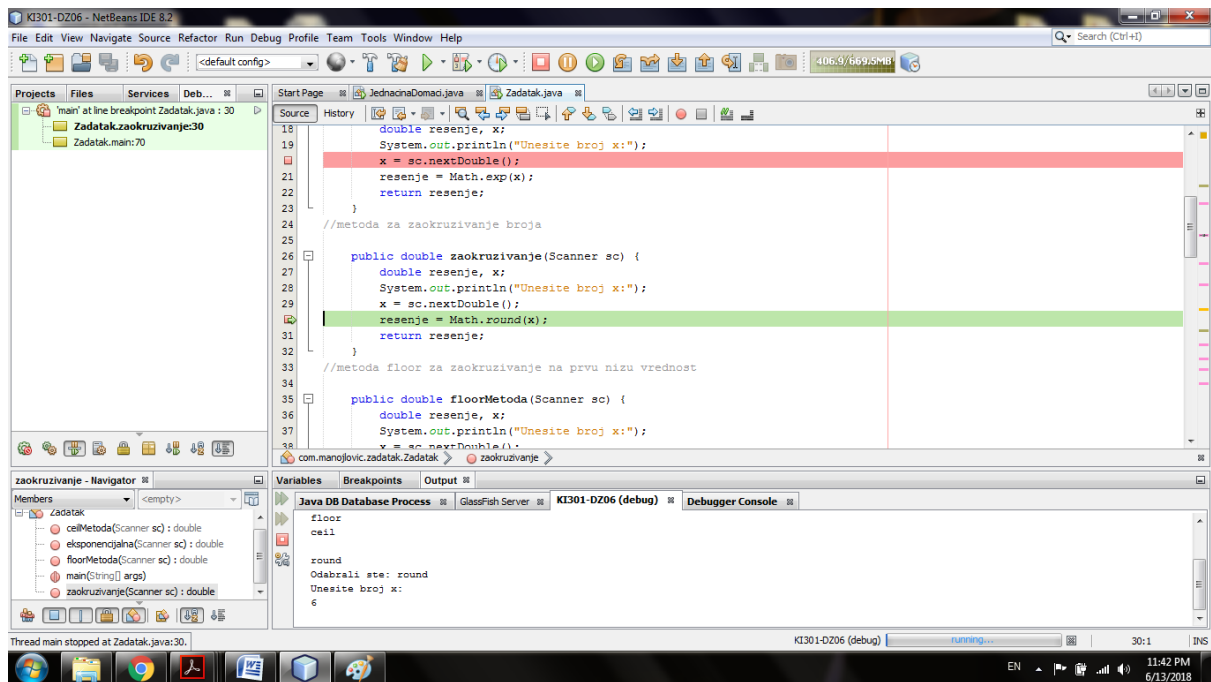 KI301-DZ06 - NetBeans IDE 8.2
File Edit View Navigate Source Refactor Run Debug Profile Team Tools Window Help
Search (Ctrl+I)
<default config>
406.9/669.5MB
Projects Files Services Deb...
'main' at line breakpoint Zadatak.java : 30
Zadatak.zaokruzivanje:30
Zadatak.main:70
Start Page JednacinaDomaci.java Zadatak.java
Source History
18 double resenje, x;
19 System.out.println("Unesite broj x:");
x = sc.nextDouble();
21 resenje = Math.exp(x);
22 return resenje;
23 }
24 //metoda za zaokruzivanje broja
25
26 public double zaokruzivanje(Scanner sc) {
27 double resenje, x;
28 System.out.println("Unesite broj x:");
29 x = sc.nextDouble();
resenje = Math.round(x);
31 return resenje;
32 }
33 //metoda floor za zaokruzivanje na prvu nizu vrednost
34
35 public double floorMetoda(Scanner sc) {
36 double resenje, x;
37 System.out.println("Unesite broj x:");
38 x = sc.nextDouble();
com.manojlovic.zadatak.Zadatak zaokruzivanje
zaokruzivanje - Navigator
Members <empty>
Zadatak
ceilMetoda(Scanner sc) : double
eksponencijalna(Scanner sc) : double
floorMetoda(Scanner sc) : double
main(String[] args)
zaokruzivanje(Scanner sc) : double
Variables Breakpoints Output
Java DB Database Process GlassFish Server KI301-DZ06 (debug) Debugger Console
floor
ceil
round
Odabrali ste: round
Unesite broj x:
6
Thread main stopped at Zadatak.java:30.
KI301-DZ06 (debug) running...
30:1 INS
EN
11:42 PM
6/13/2018